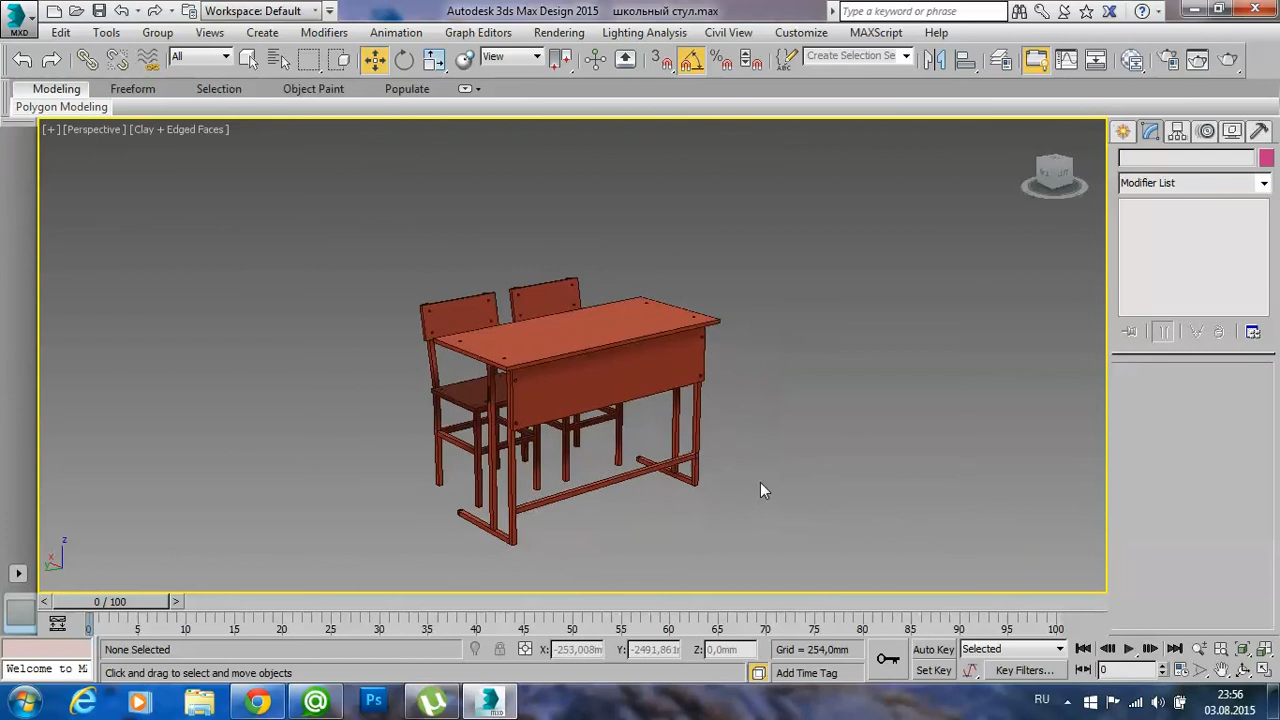 Workspace: Default
Autodesk 3ds Max Design 2015 школьный стул.max
Type a keyword or phrase
MXD
Edit Tools Group Views Create Modifiers Animation Graph Editors Rendering Lighting Analysis Civil View Customize MAXScript Help
All
View
3
Create Selection Se
Modeling Freeform Selection Object Paint Populate
Polygon Modeling
[+] [Perspective] [Clay + Edged Faces]
Modifier List
z
x
y
< 0 / 100 >
0 5 10 15 20 25 30 35 40 45 50 55 60 65 70 75 80 85 90 95 100
None Selected
X: -253,008m Y: -2491,861m Z: 0,0mm
Grid = 254,0mm
Auto Key
Selected
Welcome to M
Click and drag to select and move objects
Add Time Tag
Set Key
Key Filters...
0
Ps
MXD
RU
23:56
03.08.2015